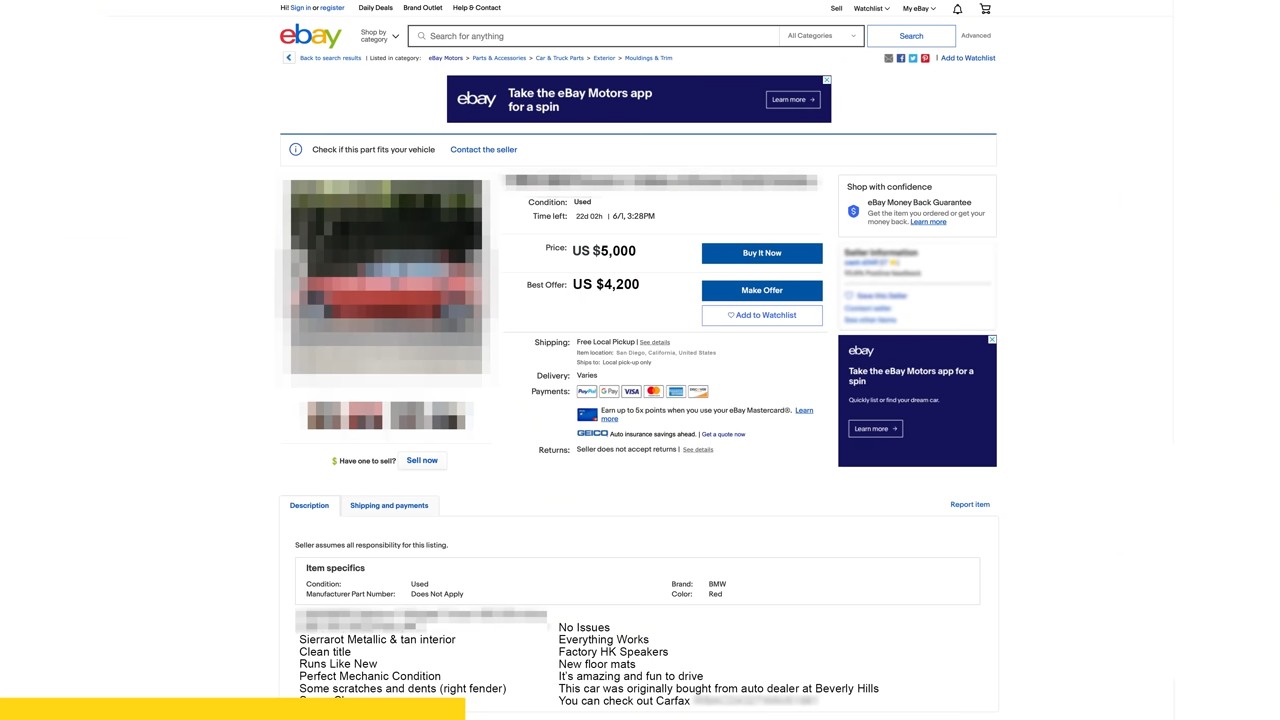 Hi! Sign in or register Daily Deals Brand Outlet Help & Contact Sell Watchlist My eBay
ebay Shop by category Search for anything All Categories Search Advanced
Back to search results | Listed in category: eBay Motors > Parts & Accessories > Car & Truck Parts > Exterior > Mouldings & Trim | Add to Watchlist
ebay Take the eBay Motors app
for a spin
Learn more →
Check if this part fits your vehicle Contact the seller
Condition: Used
Time left: 22d 02h | 6/1, 3:28PM
Price: US $5,000 Buy It Now
Best Offer: US $4,200 Make Offer
Add to Watchlist
Shipping: Free Local Pickup | See details
Item location: San Diego, California, United States
Ships to: Local pick-up only
Delivery: Varies
Payments: PayPal G Pay VISA
Earn up to 5x points when you use your eBay Mastercard®. Learn
more
GEICO Auto insurance savings ahead. | Get a quote now
Returns: Seller does not accept returns | See details
Shop with confidence
eBay Money Back Guarantee
Get the item you ordered or get your
money back. Learn more
Seller information
Save this Seller
Contact seller
See other items
ebay
Take the eBay Motors app for a
spin
Quickly list or find your dream car.
Learn more →
Have one to sell? Sell now
Description Shipping and payments Report item
Seller assumes all responsibility for this listing.
Item specifics
Condition: Used Brand: BMW
Manufacturer Part Number: Does Not Apply Color: Red
Sierrarot Metallic & tan interior
Clean title
Runs Like New
Perfect Mechanic Condition
Some scratches and dents (right fender)
No Issues
Everything Works
Factory HK Speakers
New floor mats
It's amazing and fun to drive
This car was originally bought from auto dealer at Beverly Hills
You can check out Carfax